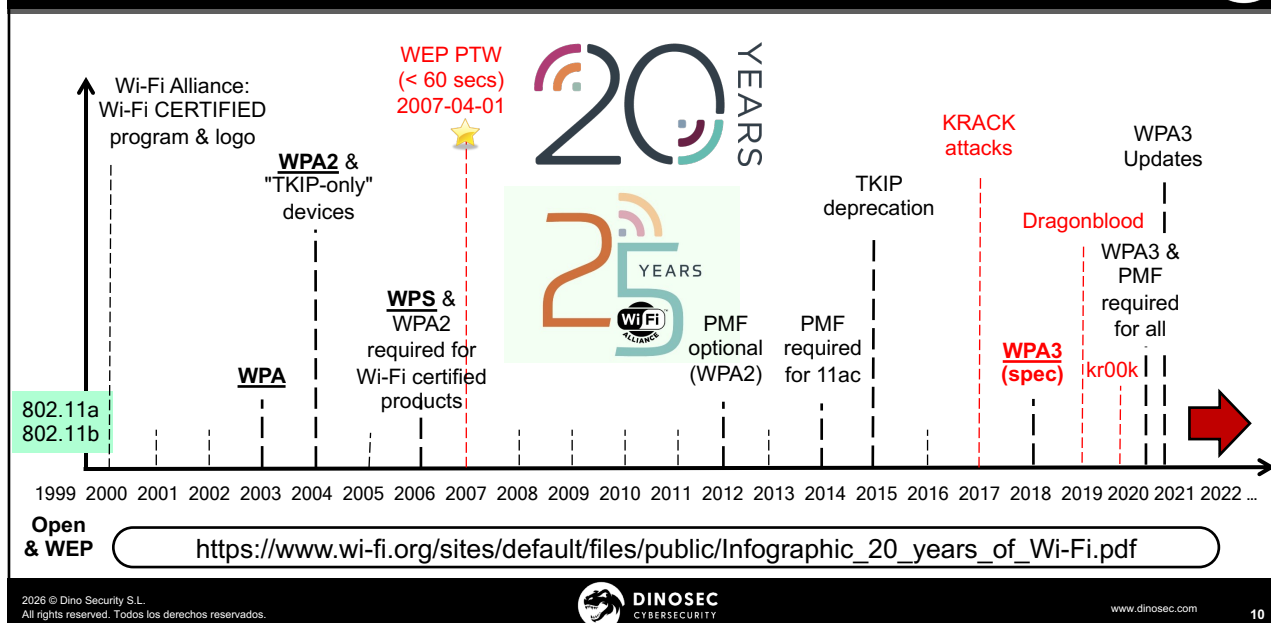 Wi-Fi Alliance:
Wi-Fi CERTIFIED
program & logo
WPA2 &
"TKIP-only"
devices
WEP PTW
(< 60 secs)
2007-04-01
20
YEARS
25
YEARS
Wi Fi
ALLIANCE
KRACK
attacks
WPA3
Updates
TKIP
deprecation
Dragonblood
WPA3 &
PMF
required
for all
WPS &
WPA2
required for
Wi-Fi certified
products
WPA
PMF
optional
(WPA2)
PMF
required
for 11ac
WPA3
(spec)
kr00k
802.11a
802.11b
1999 2000 2001 2002 2003 2004 2005 2006 2007 2008 2009 2010 2011 2012 2013 2014 2015 2016 2017 2018 2019 2020 2021 2022 ...
Open
& WEP
https://www.wi-fi.org/sites/default/files/public/Infographic_20_years_of_Wi-Fi.pdf
2026 © Dino Security S.L.
All rights reserved. Todos los derechos reservados.
DINOSEC
CYBERSECURITY
www.dinosec.com
10